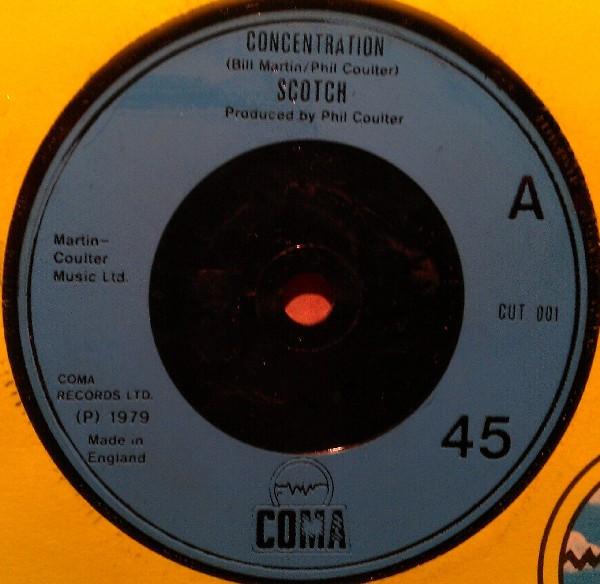 CONCENTRATION
(Bill Martin/Phil Coulter)
SCOTCH
Produced by Phil Coulter
A
Martin-
Coulter
Music Ltd.
CUT 001
COMA
RECORDS LTD.
(P) 1979
Made in
England
45
COMA